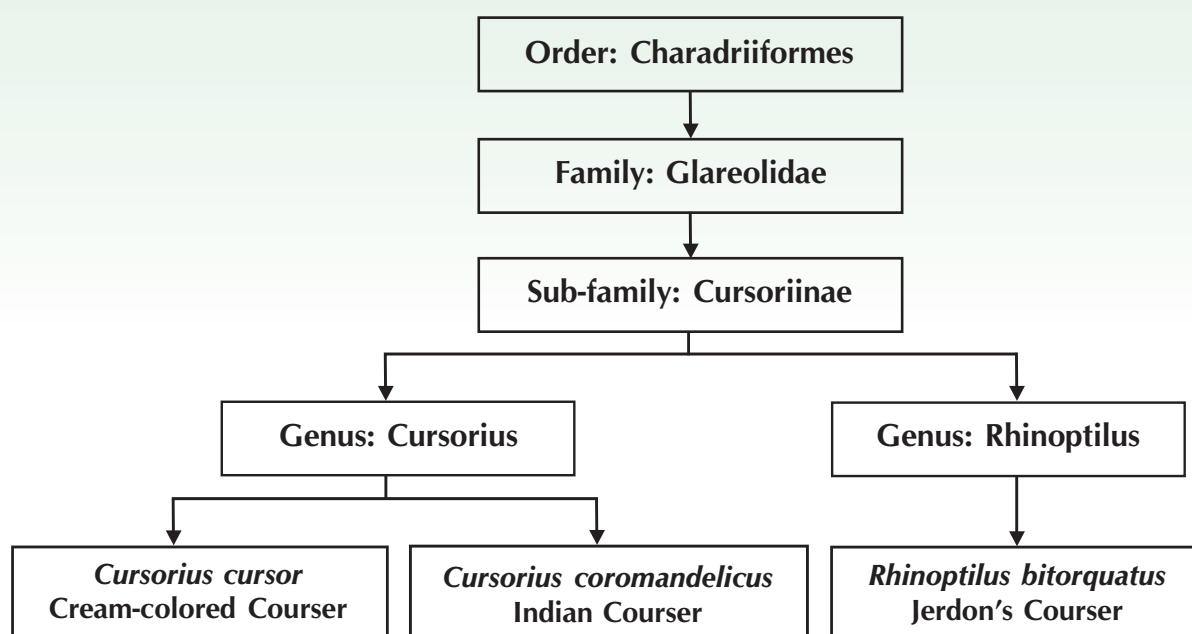 Order: Charadriiformes
Family: Glareolidae
Sub-family: Cursoriinae
Genus: Cursorius
Genus: Rhinoptilus
Cursorius cursor
Cream-colored Courser
Cursorius coromandelicus
Indian Courser
Rhinoptilus bitorquatus
Jerdon's Courser